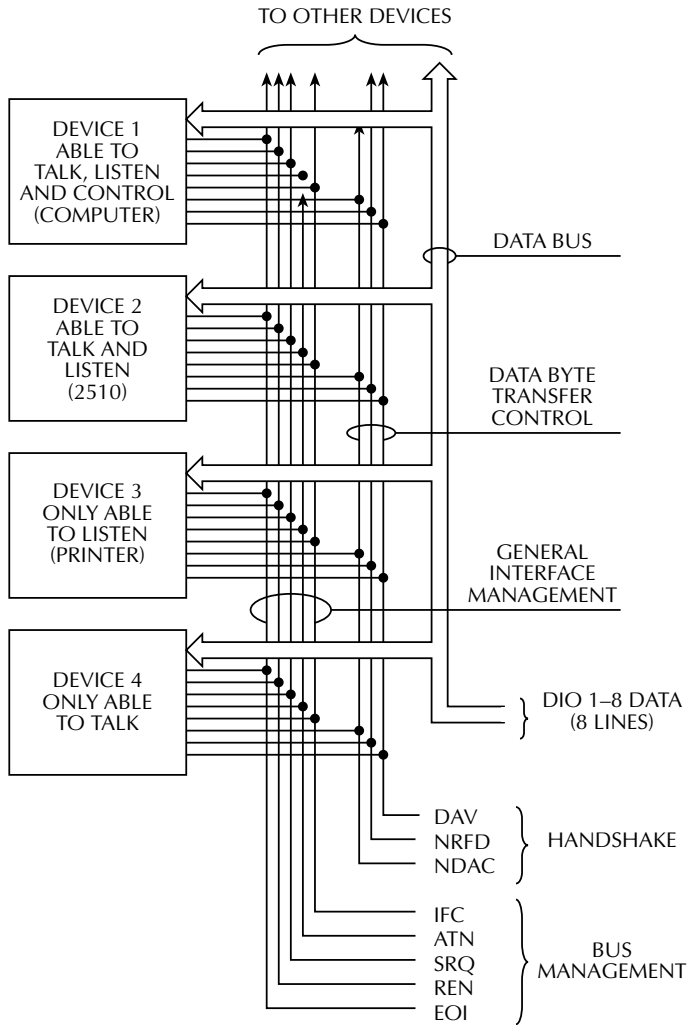 TO OTHER DEVICES
DEVICE 1
ABLE TO
TALK, LISTEN
AND CONTROL
(COMPUTER)
DATA BUS
DEVICE 2
ABLE TO
TALK AND
LISTEN
(2510)
DATA BYTE
TRANSFER
CONTROL
DEVICE 3
ONLY ABLE
TO LISTEN
(PRINTER)
GENERAL
INTERFACE
MANAGEMENT
DEVICE 4
ONLY ABLE
TO TALK
DIO 1–8 DATA
(8 LINES)
DAV
NRFD
NDAC
HANDSHAKE
IFC
ATN
SRQ
REN
EOI
BUS
MANAGEMENT